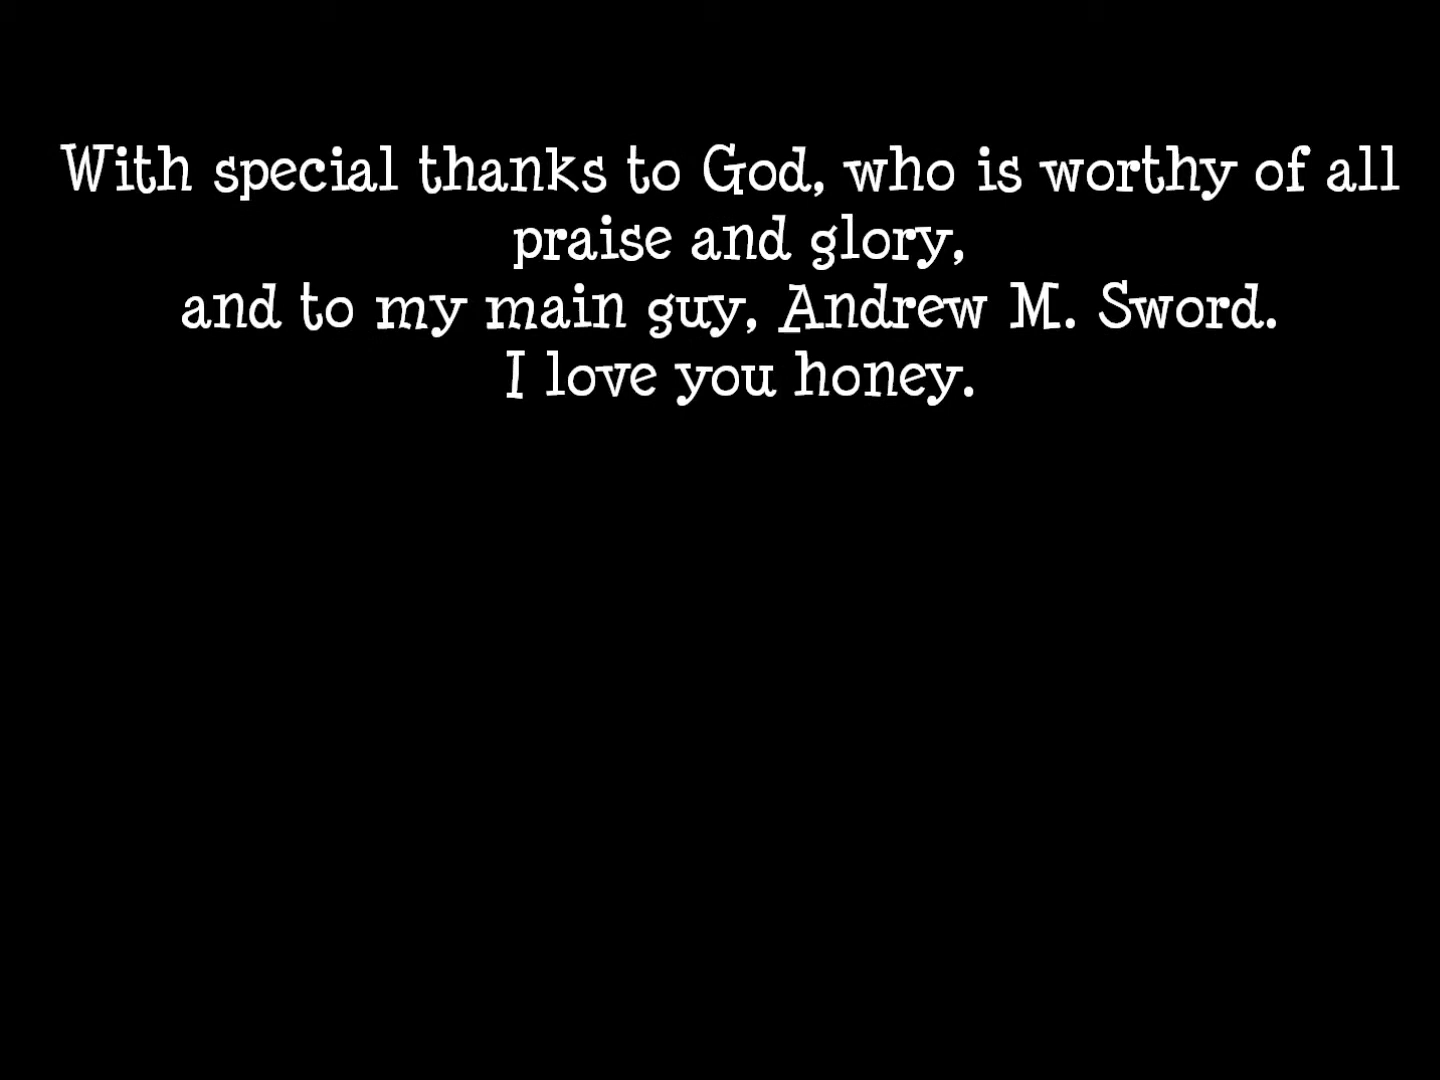 With special thanks to God, who is worthy of all
praise and glory,
and to my main guy, Andrew M. Sword.
I love you honey.